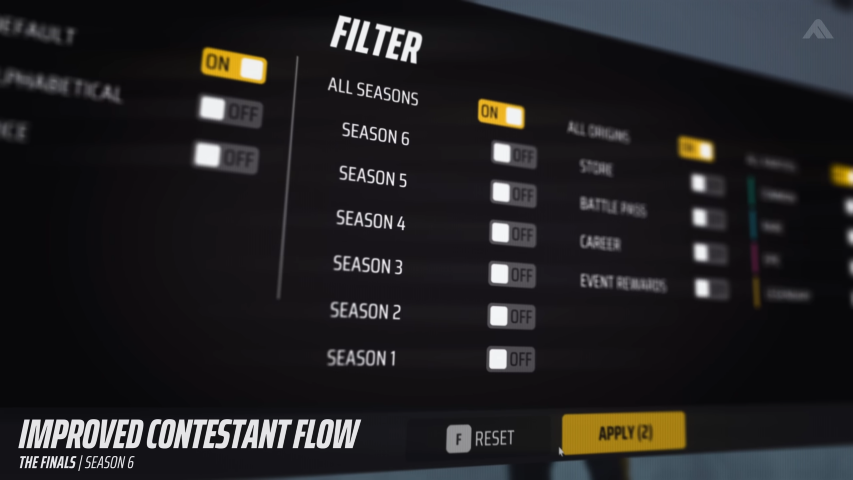 ON
OFF
OFF
FILTER
ALL SEASONS
ON
SEASON 6
OFF
SEASON 5
OFF
SEASON 4
OFF
SEASON 3
OFF
SEASON 2
OFF
SEASON 1
OFF
ALL ORIGINS
ON
STORE
BATTLE PASS
CAREER
EVENT REWARDS
F RESET
APPLY (2)
IMPROVED CONTESTANT FLOW
THE FINALS | SEASON 6